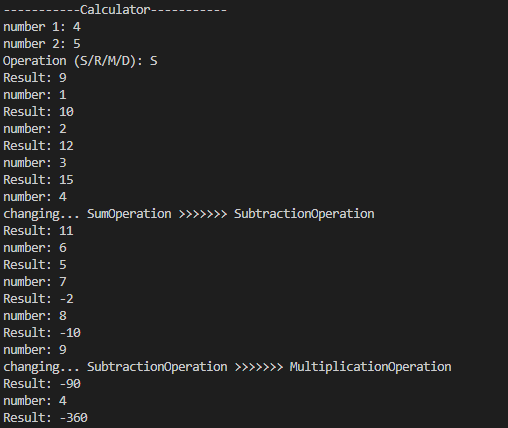 -----------Calculator-----------
number 1: 4
number 2: 5
Operation (S/R/M/D): S
Result: 9
number: 1
Result: 10
number: 2
Result: 12
number: 3
Result: 15
number: 4
changing... SumOperation >>>>>>> SubtractionOperation
Result: 11
number: 6
Result: 5
number: 7
Result: -2
number: 8
Result: -10
number: 9
changing... SubtractionOperation >>>>>>> MultiplicationOperation
Result: -90
number: 4
Result: -360